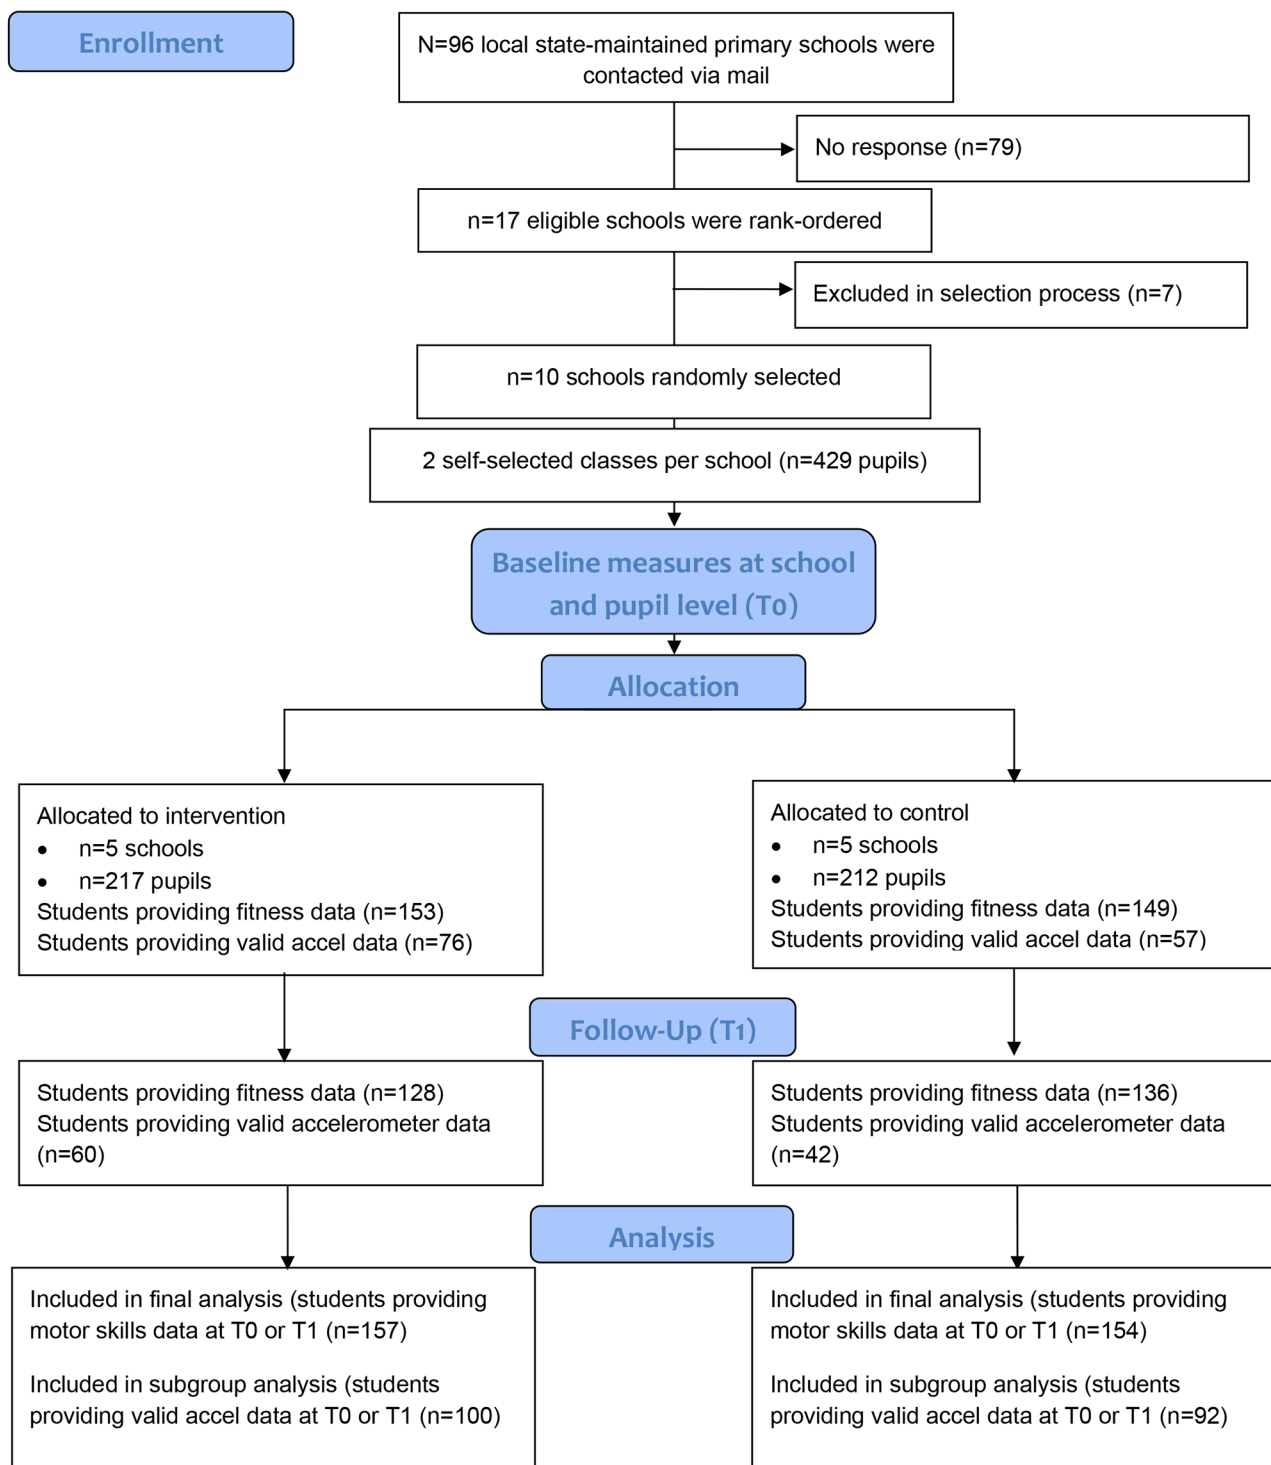 Enrollment
N=96 local state-maintained primary schools were
contacted via mail
No response (n=79)
n=17 eligible schools were rank-ordered
Excluded in selection process (n=7)
n=10 schools randomly selected
2 self-selected classes per school (n=429 pupils)
Baseline measures at school
and pupil level (T0)
Allocation
Allocated to intervention
• n=5 schools
• n=217 pupils
Students providing fitness data (n=153)
Students providing valid accel data (n=76)
Allocated to control
• n=5 schools
• n=212 pupils
Students providing fitness data (n=149)
Students providing valid accel data (n=57)
Follow-Up (T1)
Students providing fitness data (n=128)
Students providing valid accelerometer data
(n=60)
Students providing fitness data (n=136)
Students providing valid accelerometer data
(n=42)
Analysis
Included in final analysis (students providing
motor skills data at T0 or T1 (n=157)
Included in subgroup analysis (students
providing valid accel data at T0 or T1 (n=100)
Included in final analysis (students providing
motor skills data at T0 or T1 (n=154)
Included in subgroup analysis (students
providing valid accel data at T0 or T1 (n=92)